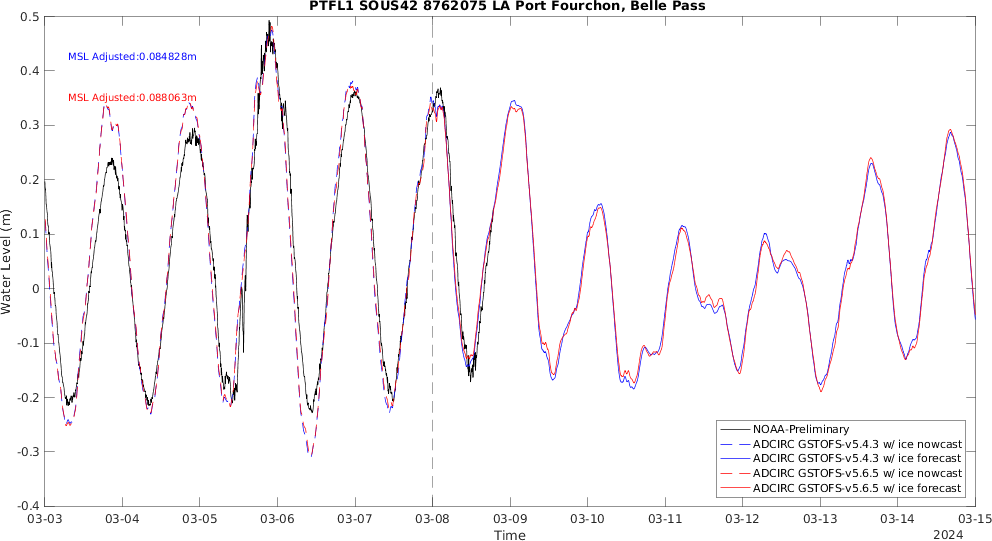 PTFL1 SOUS42 8762075 LA Port Fourchon, Belle Pass
0.5
0.4
0.3
0.2
0.1
0
-0.1
-0.2
-0.3
-0.4
Water Level (m)
MSL Adjusted:0.084828m
MSL Adjusted:0.088063m
NOAA-Preliminary
ADCIRC GSTOFS-v5.4.3 w/ ice nowcast
ADCIRC GSTOFS-v5.4.3 w/ ice forecast
ADCIRC GSTOFS-v5.6.5 w/ ice nowcast
ADCIRC GSTOFS-v5.6.5 w/ ice forecast
03-03 03-04 03-05 03-06 03-07 03-08 03-09 03-10 03-11 03-12 03-13 03-14 03-15
Time
2024